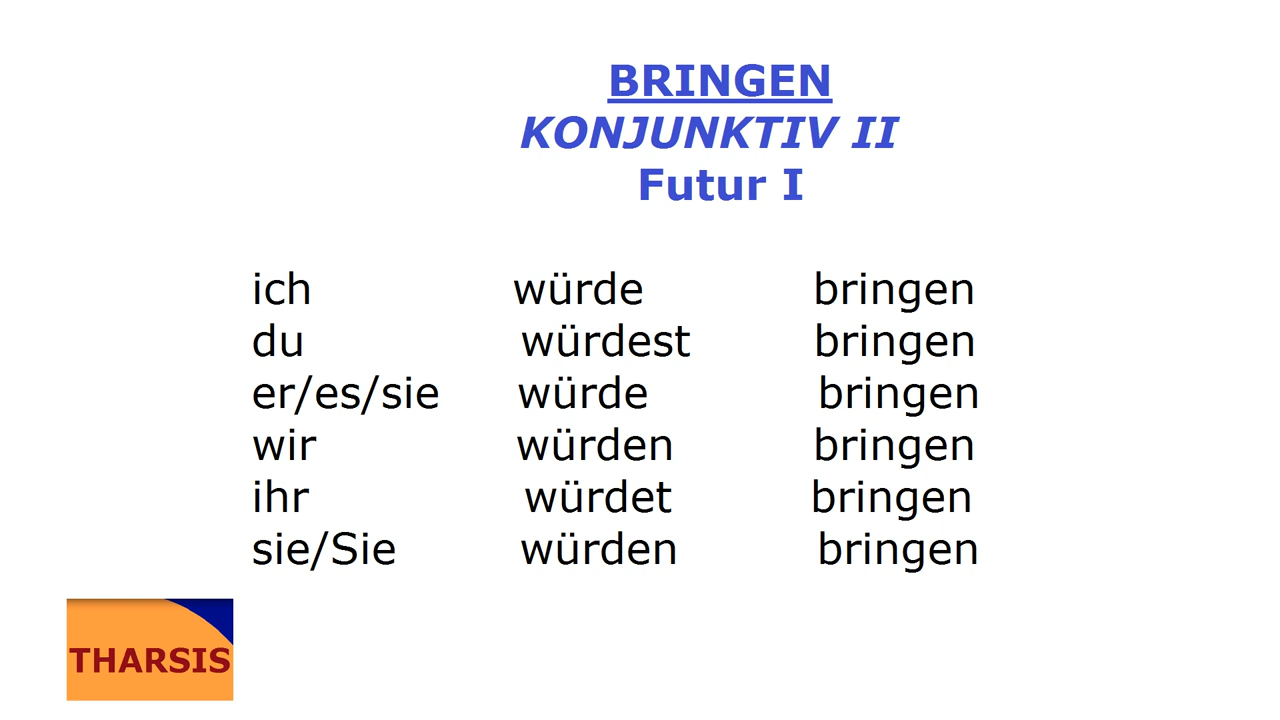 BRINGEN
KONJUNKTIV II
Futur I
ich würde bringen
du würdest bringen
er/es/sie würde bringen
wir würden bringen
ihr würdet bringen
sie/Sie würden bringen
THARSIS